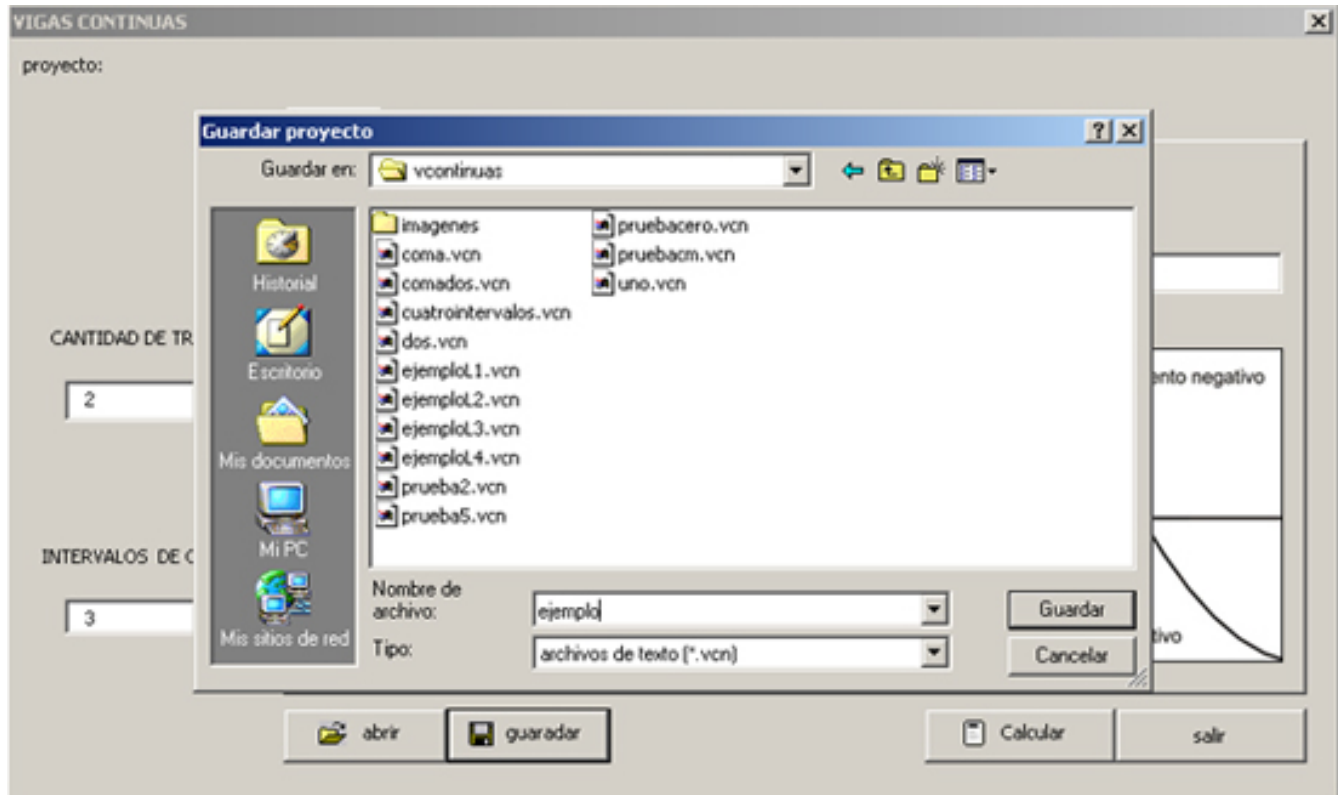 VIGAS CONTINUAS
proyecto:
Guardar proyecto
Guardar en:
vcontinuas
Historial
Escritorio
Mis documentos
Mi PC
Mis sitios de red
imagenes
coma.vcn
comados.vcn
cuatrointervalos.vcn
dos.vcn
ejemploL1.vcn
ejemploL2.vcn
ejemploL3.vcn
ejemploL4.vcn
prueba2.vcn
prueba5.vcn
pruebacero.vcn
pruebacm.vcn
uno.vcn
Nombre de
archivo:
ejemplo
Guardar
Tipo:
archivos de texto (*.vcn)
Cancelar
CANTIDAD DE TR
2
INTERVALOS DE C
3
ento negativo
tivo
abrir
guaradar
Calcular
salir